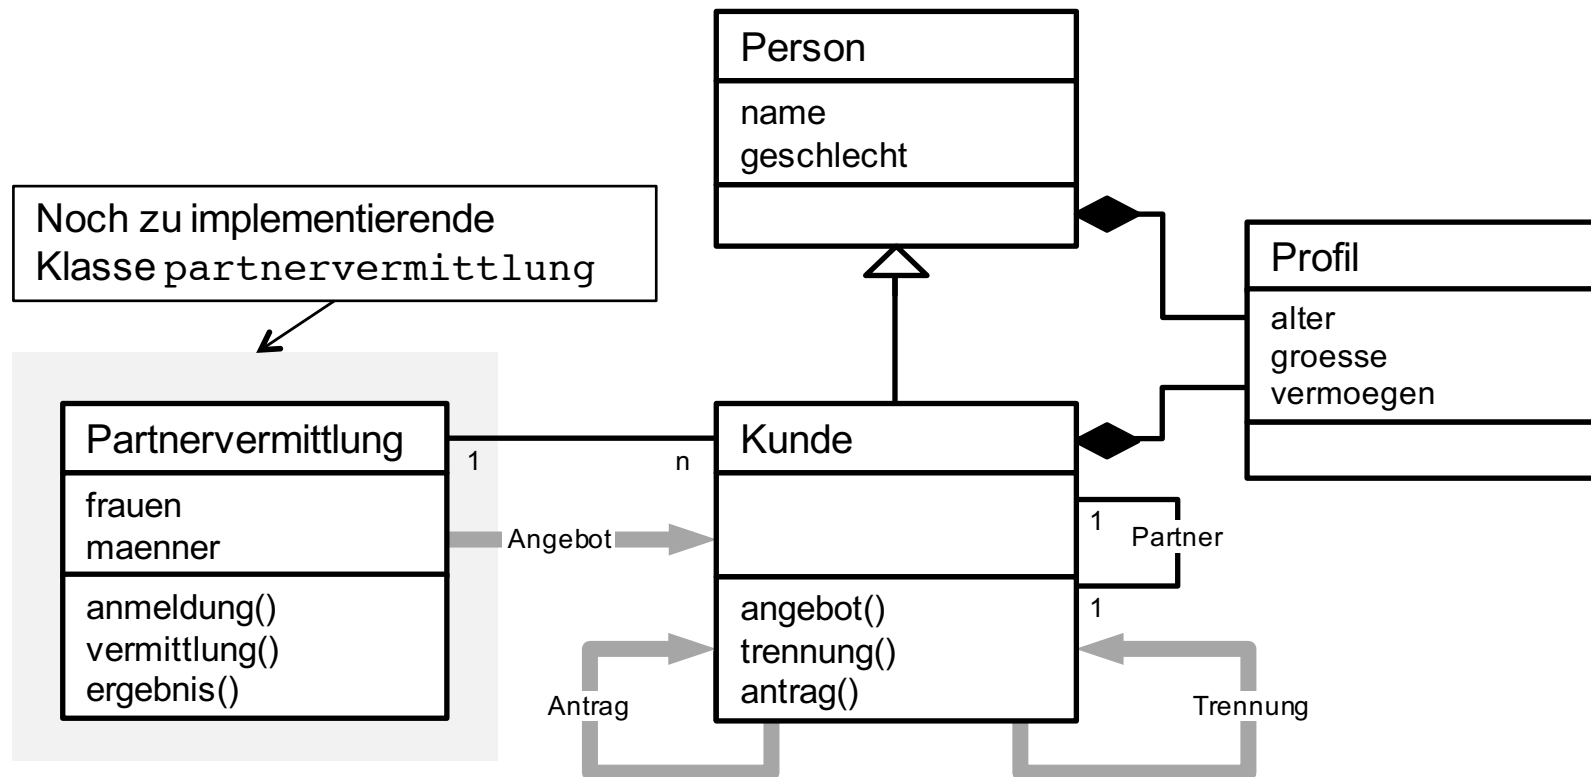 Person
name
geschlecht
Noch zu implementierende
Klasse partnervermittlung
Profil
alter
groesse
vermoegen
Partnervermittlung
frauen
maenner
anmeldung()
vermittlung()
ergebnis()
1
n
Angebot
Kunde
angebot()
trennung()
antrag()
1
Partner
1
Antrag
Trennung